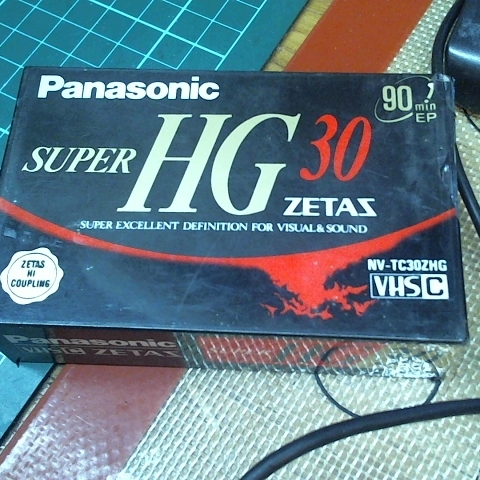 Panasonic
90 min
EP
SUPER HG 30
ZETAS
SUPER EXCELLENT DEFINITION FOR VISUAL & SOUND
ZETAS
HI
COUPLING
NV-TC30ZHG
VHS C
Panasonic
ZETAS